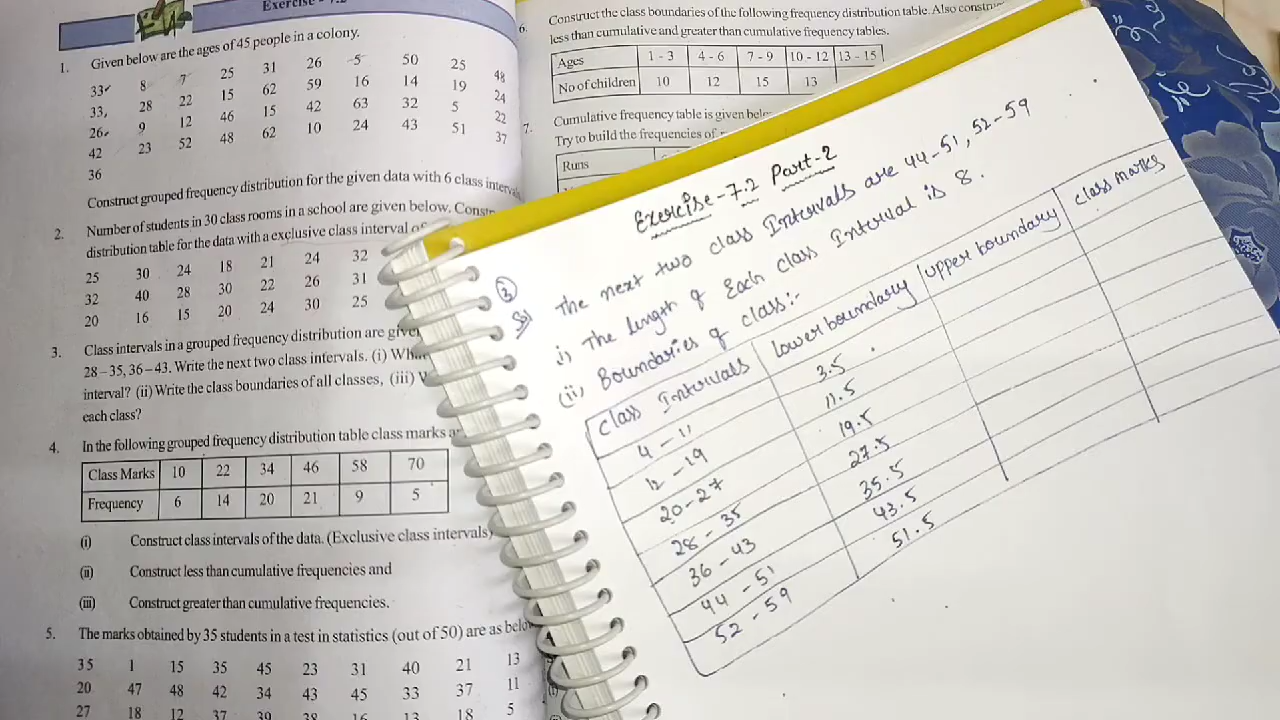 Exercise - 7.2
1. Given below are the ages of 45 people in a colony.
33 8 7 25 31 26 5 50 25 48
33, 28 22 15 62 59 16 14 19 24
26 9 12 46 15 42 63 32 5 22
42 23 52 48 62 10 24 43 51 37
36
Construct grouped frequency distribution for the given data with 6 class
2. Number of students in 30 class rooms in a school are given below.
distribution table for the data with a exclusive class interval
25 30 24 18 21 24 32
32 40 28 30 22 26 31
20 16 15 20 24 30 25
3. Class intervals in a grouped frequency distribution are
28 – 35, 36 – 43. Write the next two class intervals. (i)
interval? (ii) Write the class boundaries of all classes, (iii)
each class?
4. In the following grouped frequency distribution table class marks
Class Marks 10 22 34 46 58 70
Frequency 6 14 20 21 9 5
(i) Construct class intervals of the data. (Exclusive class intervals)
(ii) Construct less than cumulative frequencies and
(iii) Construct greater than cumulative frequencies.
5. The marks obtained by 35 students in a test in statistics (out of 50) are as
35 1 15 35 45 23 31 40 21 13
20 47 48 42 34 43 45 33 37 11
27 18 12 37 39 38 16 13 18 5
6. Construct the class boundaries of the following frequency distribution table. Also
less than cumulative and greater than cumulative frequency tables.
Ages 1 - 3 4 - 6 7 - 9 10 - 12 13 - 15
No of children 10 12 15 13
7. Cumulative frequency table is given
Try to build the frequencies of
Runs
Exercise - 7.2 Part-2
③ The next two class Intervals are 44-51, 52-59
Sol i) The length of Each class Interval is 8.
(ii) Boundaries of class:-
class Intervals lower boundary upper boundary class marks
4 - 11 3.5
12 - 19 11.5
20 - 27 19.5
28 - 35 27.5
36 - 43 35.5
44 - 51 43.5
52 - 59 51.5